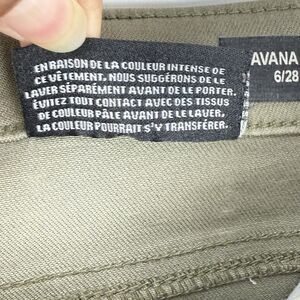 EN RAISON DE LA COULEUR INTENSE DE
CE VÊTEMENT, NOUS SUGGÉRONS DE LE
LAVER SÉPARÉMENT AVANT DE LE PORTER.
ÉVITEZ TOUT CONTACT AVEC DES TISSUS
DE COULEUR PÂLE AVANT DE LE LAVER,
LA COULEUR POURRAIT S'Y TRANSFÉRER.
AVANA
6/28